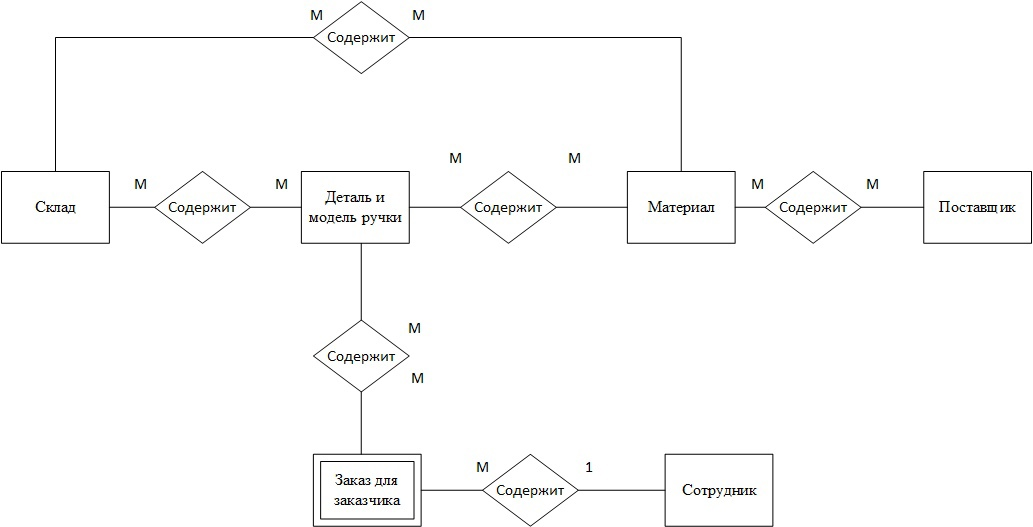 М
М
Содержит
Склад
М
Содержит
М
Деталь и
модель ручки
М
Содержит
М
Материал
М
Содержит
М
Поставщик
М
Содержит
М
Заказ для
заказчика
М
Содержит
1
Сотрудник